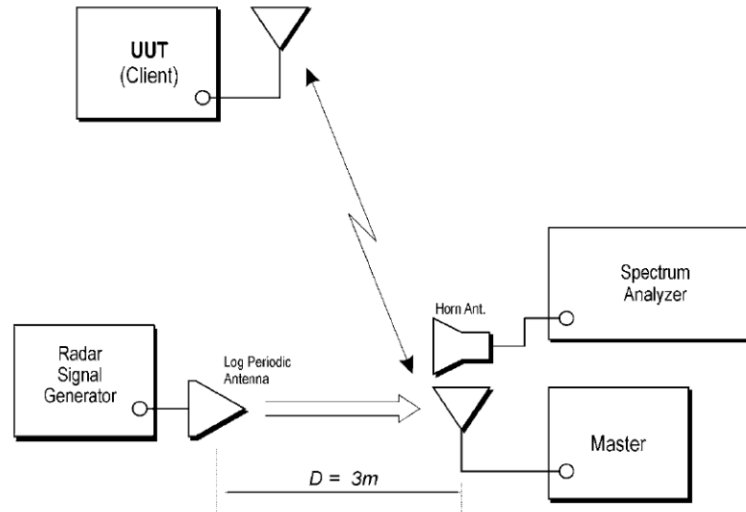 UUT
(Client)
Spectrum
Analyzer
Horn Ant.
Radar
Signal
Generator
Log Periodic
Antenna
Master
D = 3m